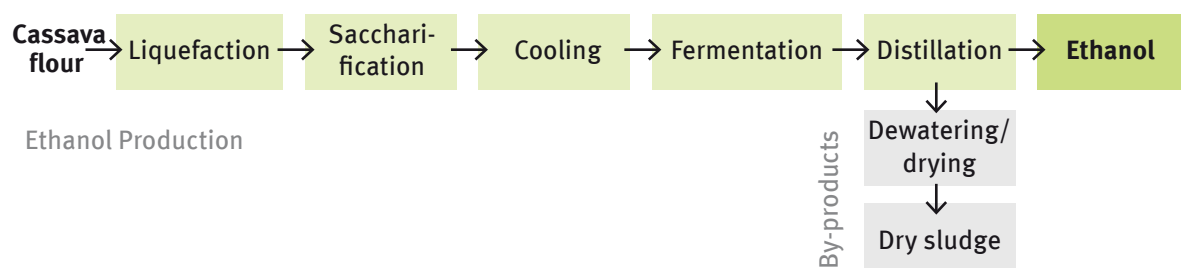 Cassava
flour
Liquefaction
Sacchari-
fication
Cooling
Fermentation
Distillation
Ethanol
Ethanol Production
By-products
Dewatering/
drying
Dry sludge